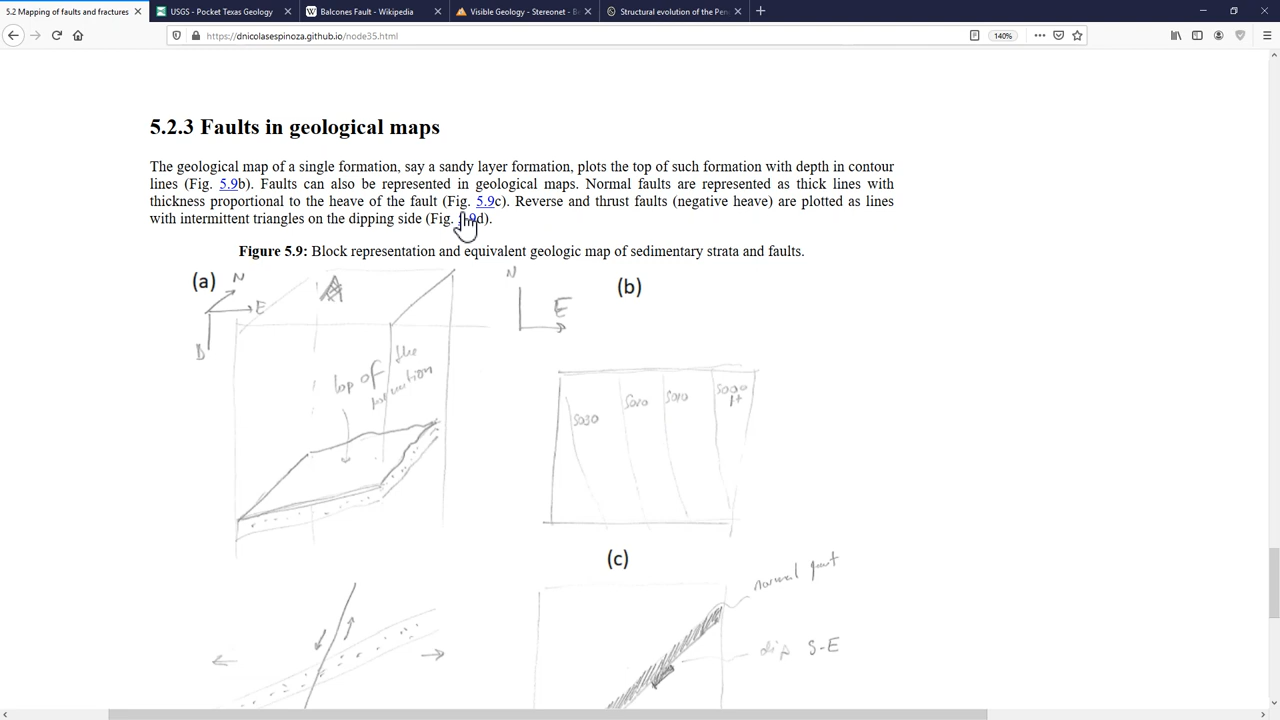 5.2 Mapping of faults and fractures
USGS - Pocket Texas Geology
Balcones Fault - Wikipedia
Visible Geology - Stereonet - B
Structural evolution of the Pen
https://dnicolasespinoza.github.io/node35.html
140%
5.2.3 Faults in geological maps
The geological map of a single formation, say a sandy layer formation, plots the top of such formation with depth in contour
lines (Fig. 5.9b). Faults can also be represented in geological maps. Normal faults are represented as thick lines with
thickness proportional to the heave of the fault (Fig. 5.9c). Reverse and thrust faults (negative heave) are plotted as lines
with intermittent triangles on the dipping side (Fig. 5.9d).
Figure 5.9: Block representation and equivalent geologic map of sedimentary strata and faults.
(a)
N
E
D
top of the
formation
N
E
(b)
5030
5020
5010
5000
ft
(c)
normal fault
dip S-E